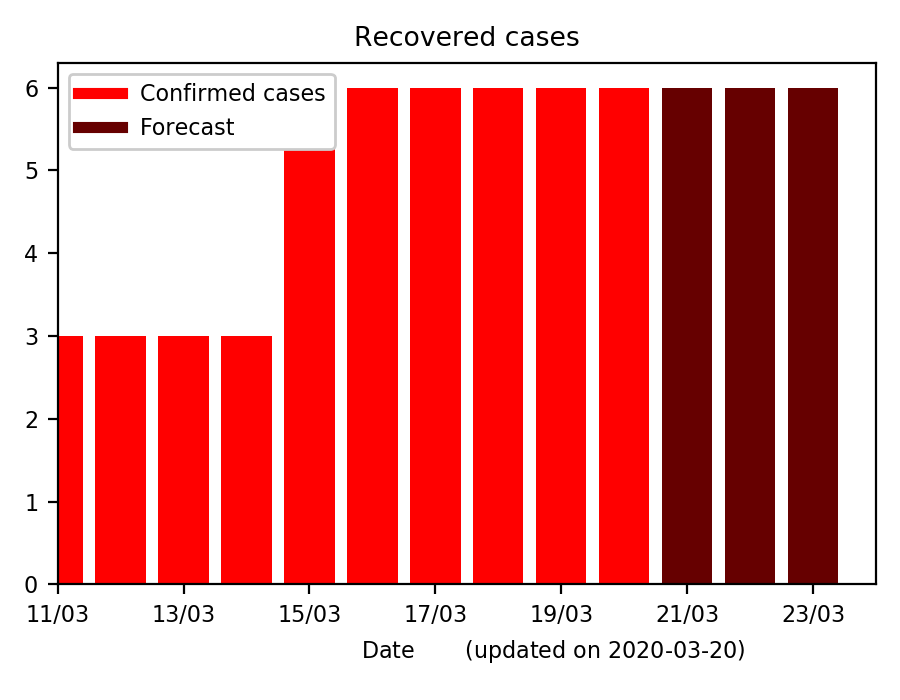 Recovered cases
Confirmed cases
Forecast
6
5
4
3
2
1
0
11/03 13/03 15/03 17/03 19/03 21/03 23/03
Date (updated on 2020-03-20)